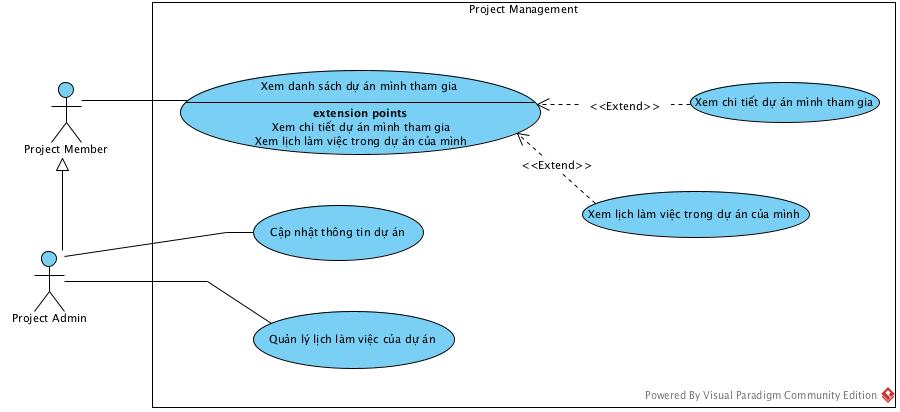 Project Management
Xem danh sách dự án mình tham gia
extension points
Xem chi tiết dự án mình tham gia
Xem lịch làm việc trong dự án của mình
<<Extend>>
Xem chi tiết dự án mình tham gia
Project Member
<<Extend>>
Xem lịch làm việc trong dự án của mình
Cập nhật thông tin dự án
Project Admin
Quản lý lịch làm việc của dự án
Powered By Visual Paradigm Community Edition